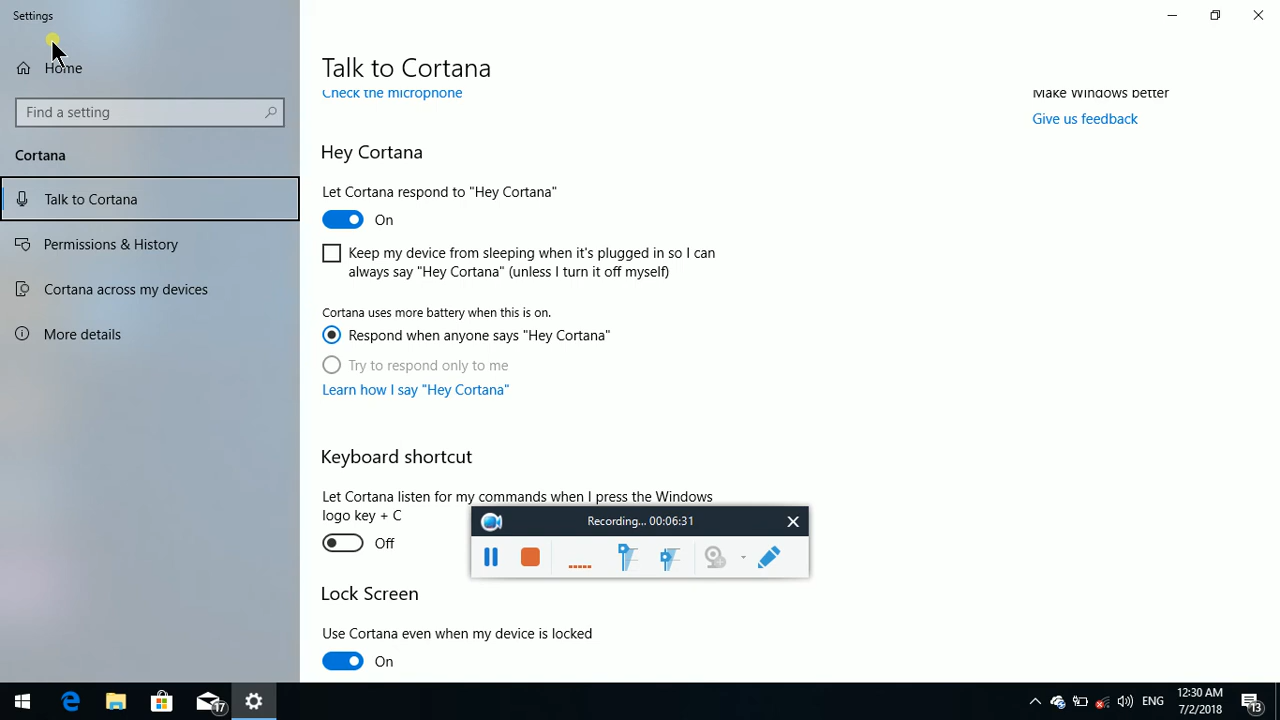 Settings
Home
Find a setting
Cortana
Talk to Cortana
Permissions & History
Cortana across my devices
More details
Talk to Cortana
Check the microphone
Hey Cortana
Let Cortana respond to "Hey Cortana"
On
Keep my device from sleeping when it's plugged in so I can
always say "Hey Cortana" (unless I turn it off myself)
Cortana uses more battery when this is on.
Respond when anyone says "Hey Cortana"
Try to respond only to me
Learn how I say "Hey Cortana"
Keyboard shortcut
Let Cortana listen for my commands when I press the Windows
logo key + C
Off
Lock Screen
Use Cortana even when my device is locked
On
Make Windows better
Give us feedback
Recording... 00:06:31
17
ENG
12:30 AM
7/2/2018
13